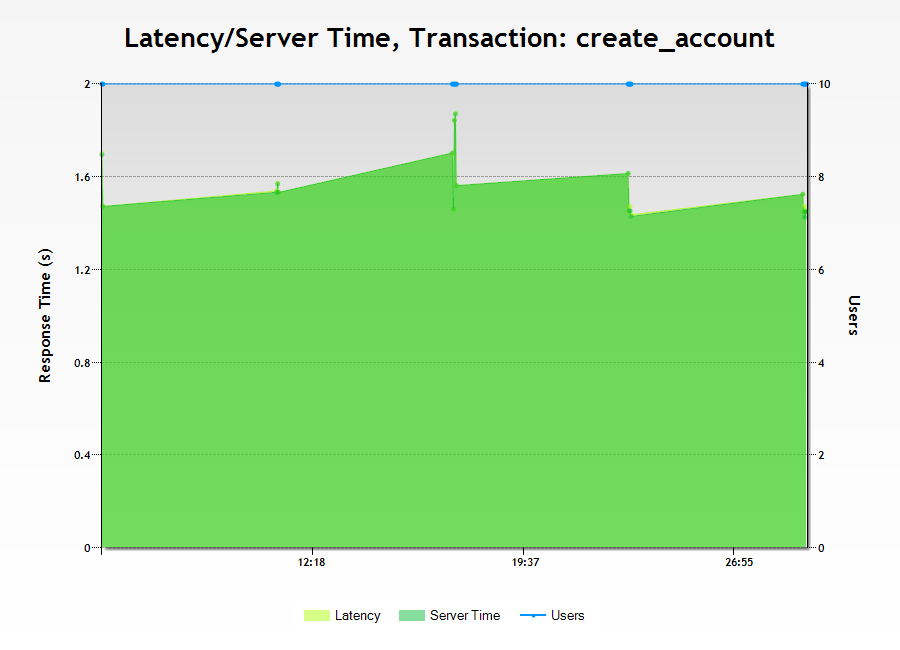 Latency/Server Time, Transaction: create_account
2
1.6
1.2
0.8
0.4
0
Response Time (s)
10
8
6
4
2
0
Users
12:18
19:37
26:55
Latency
Server Time
Users